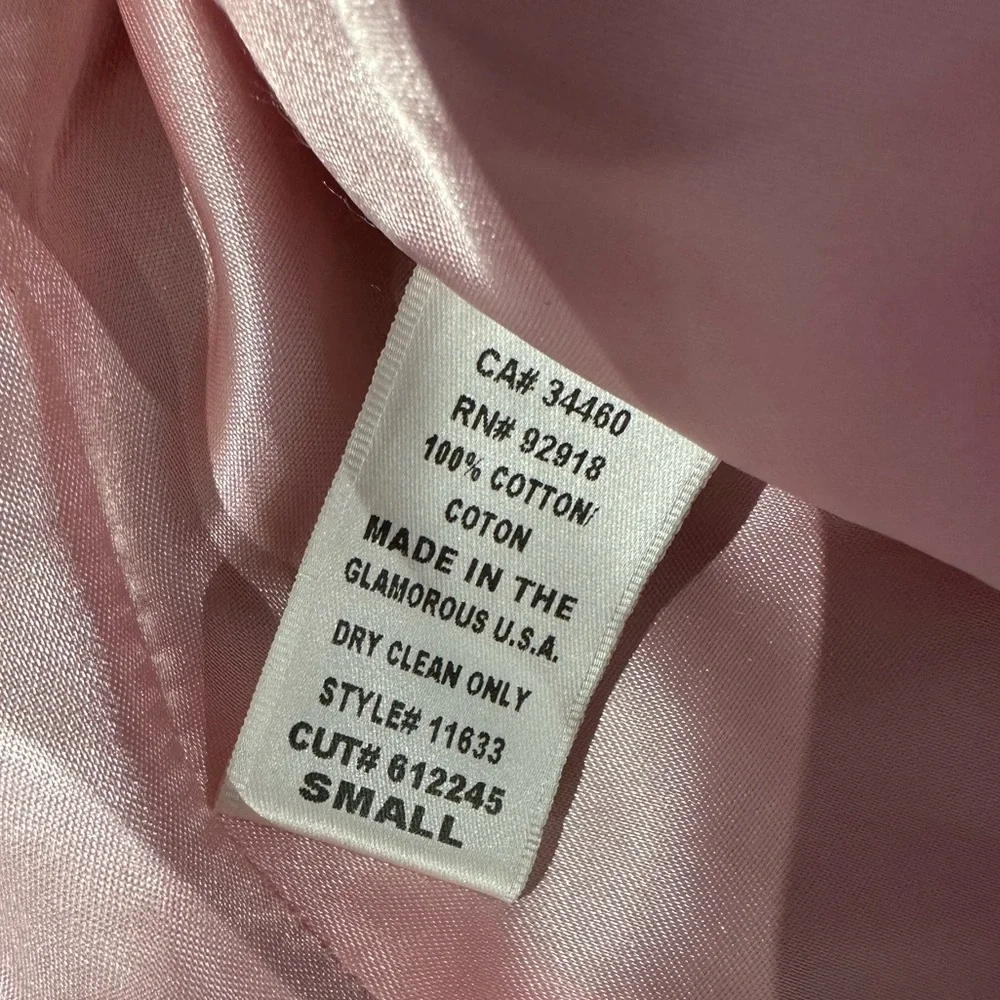 CA# 34460
RN# 92918
100% COTTON/
COTON
MADE IN THE
GLAMOROUS U.S.A.
DRY CLEAN ONLY
STYLE# 11633
CUT# 612245
SMALL